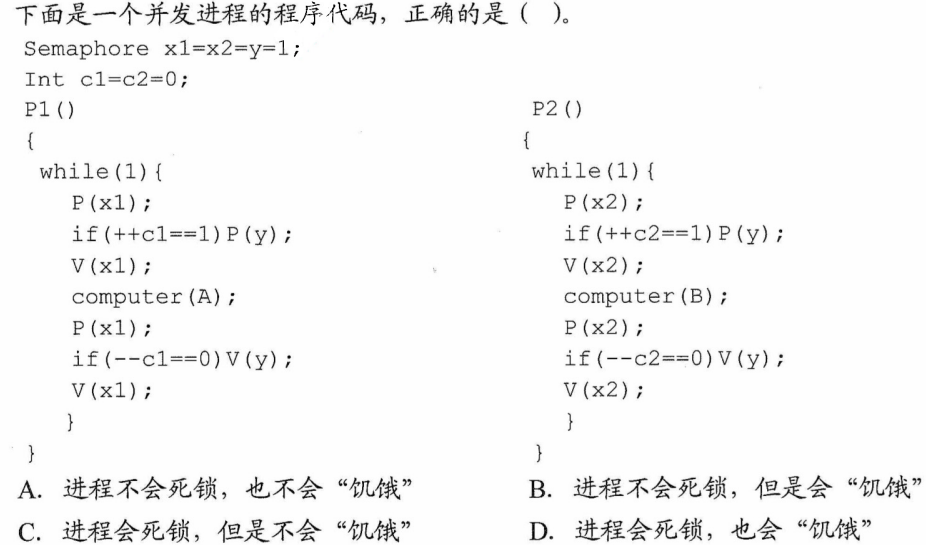 下面是一个并发进程的程序代码，正确的是（ ）。
Semaphore x1=x2=y=1;
Int c1=c2=0;
P1()
{
while(1){
P(x1);
if(++c1==1)P(y);
V(x1);
computer(A);
P(x1);
if(--c1==0)V(y);
V(x1);
}
}
P2()
{
while(1){
P(x2);
if(++c2==1)P(y);
V(x2);
computer(B);
P(x2);
if(--c2==0)V(y);
V(x2);
}
}
A. 进程不会死锁，也不会“饥饿”
B. 进程不会死锁，但是会“饥饿”
C. 进程会死锁，但是不会“饥饿”
D. 进程会死锁，也会“饥饿”